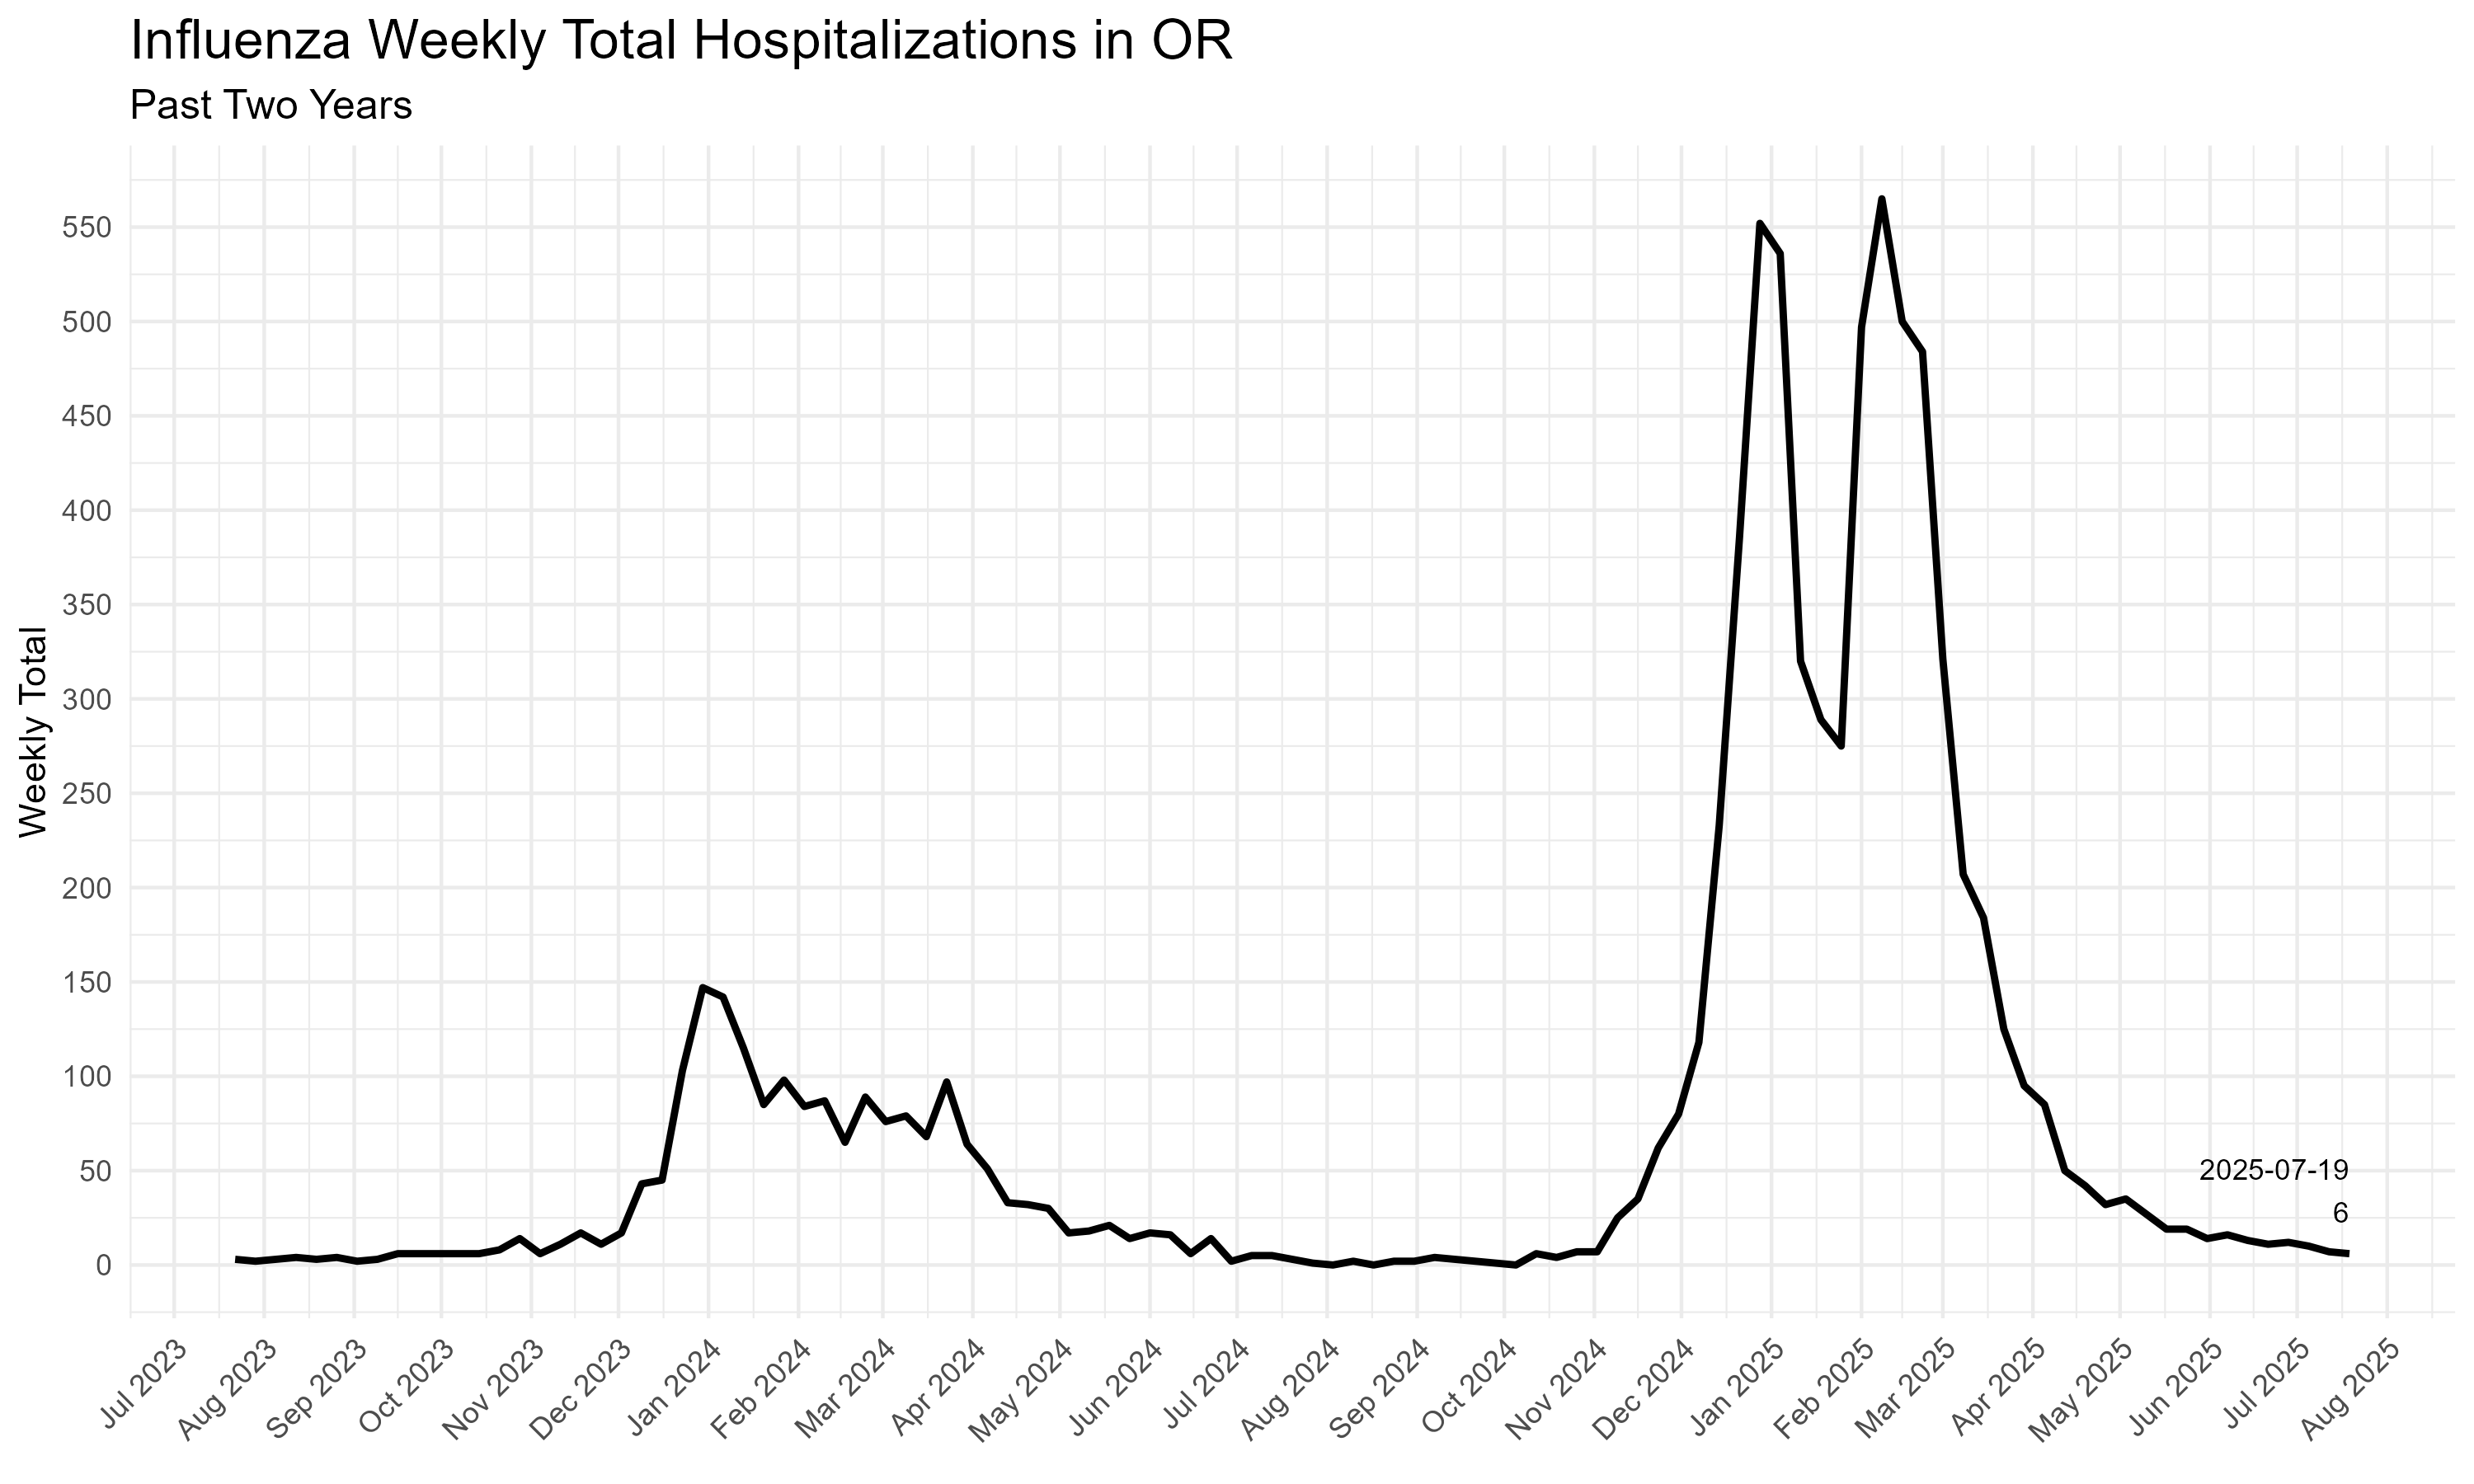 Influenza Weekly Total Hospitalizations in OR
Past Two Years
Weekly Total
550
500
450
400
350
300
250
200
150
100
50
0
2025-07-19
6
Jul 2023
Aug 2023
Sep 2023
Oct 2023
Nov 2023
Dec 2023
Jan 2024
Feb 2024
Mar 2024
Apr 2024
May 2024
Jun 2024
Jul 2024
Aug 2024
Sep 2024
Oct 2024
Nov 2024
Dec 2024
Jan 2025
Feb 2025
Mar 2025
Apr 2025
May 2025
Jun 2025
Jul 2025
Aug 2025